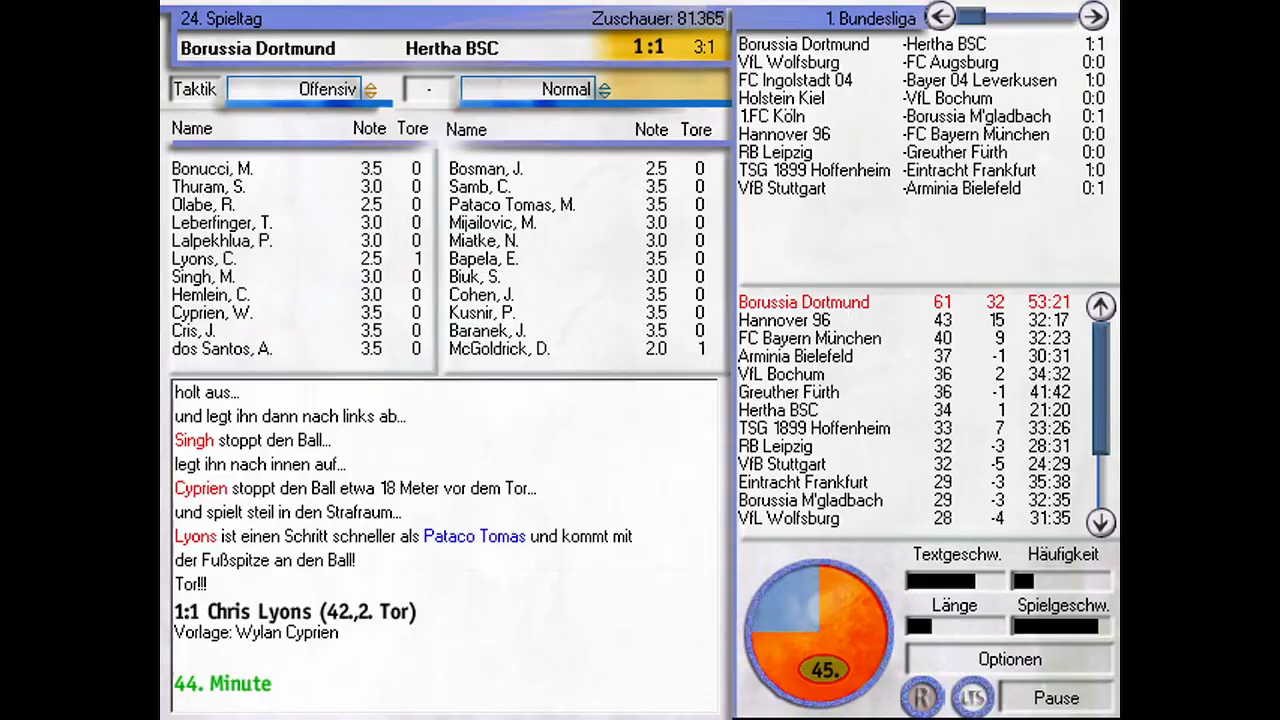 24. Spieltag Zuschauer: 81.365
Borussia Dortmund Hertha BSC 1:1 3:1
Taktik Offensiv - Normal
Name Note Tore Name Note Tore
Bonucci, M. 3.5 0 Bosman, J. 2.5 0
Thuram, S. 3.0 0 Samb, C. 3.5 0
Olabe, R. 2.5 0 Pataco Tomas, M. 3.5 0
Leberfinger, T. 3.0 0 Mijailovic, M. 3.0 0
Lalpekhlua, P. 3.0 0 Miatke, N. 3.0 0
Lyons, C. 2.5 1 Bapela, E. 3.5 0
Singh, M. 3.0 0 Biuk, S. 3.0 0
Hemlein, C. 3.0 0 Cohen, J. 3.5 0
Cyprien, W. 3.5 0 Kusnir, P. 3.5 0
Cris, J. 3.5 0 Baranek, J. 3.5 0
dos Santos, A. 3.5 0 McGoldrick, D. 2.0 1
holt aus...
und legt ihn dann nach links ab...
Singh stoppt den Ball...
legt ihn nach innen auf...
Cyprien stoppt den Ball etwa 18 Meter vor dem Tor...
und spielt steil in den Strafraum...
Lyons ist einen Schritt schneller als Pataco Tomas und kommt mit
der Fußspitze an den Ball!
Tor!!!
1:1 Chris Lyons (42.,2. Tor)
Vorlage: Wylan Cyprien
44. Minute
1. Bundesliga
Borussia Dortmund -Hertha BSC 1:1
VfL Wolfsburg -FC Augsburg 0:0
FC Ingolstadt 04 -Bayer 04 Leverkusen 1:0
Holstein Kiel -VfL Bochum 0:0
1.FC Köln -Borussia M'gladbach 0:1
Hannover 96 -FC Bayern München 0:0
RB Leipzig -Greuther Fürth 0:0
TSG 1899 Hoffenheim -Eintracht Frankfurt 1:0
VfB Stuttgart -Arminia Bielefeld 0:1
Borussia Dortmund 61 32 53:21
Hannover 96 43 15 32:17
FC Bayern München 40 9 32:23
Arminia Bielefeld 37 -1 30:31
VfL Bochum 36 2 34:32
Greuther Fürth 36 -1 41:42
Hertha BSC 34 1 21:20
TSG 1899 Hoffenheim 33 7 33:26
RB Leipzig 32 -3 28:31
VfB Stuttgart 32 -5 24:29
Eintracht Frankfurt 29 -3 35:38
Borussia M'gladbach 29 -3 32:35
VfL Wolfsburg 28 -4 31:35
Textgeschw. Häufigkeit
Länge Spielgeschw.
45.
Optionen
R LTS Pause